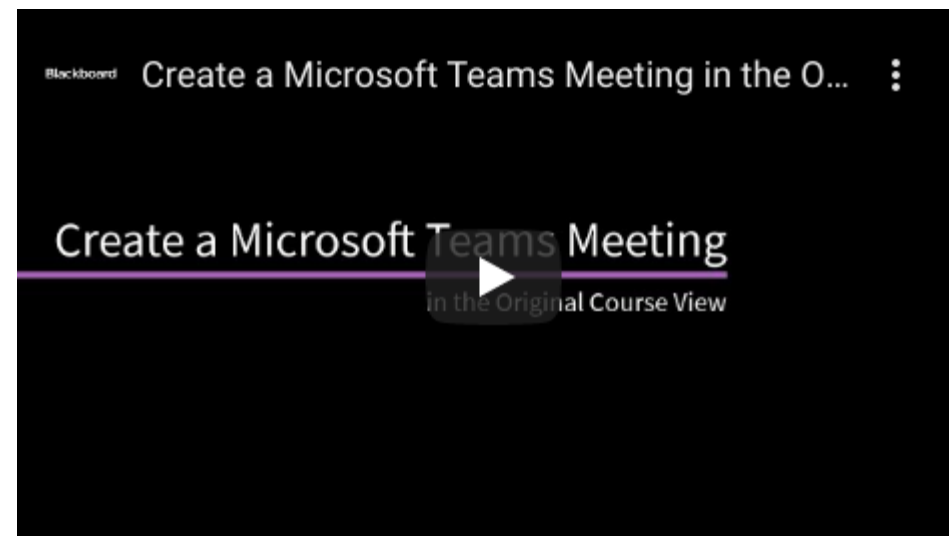 Blackboard Create a Microsoft Teams Meeting in the O...
Create a Microsoft Teams Meeting
in the Original Course View